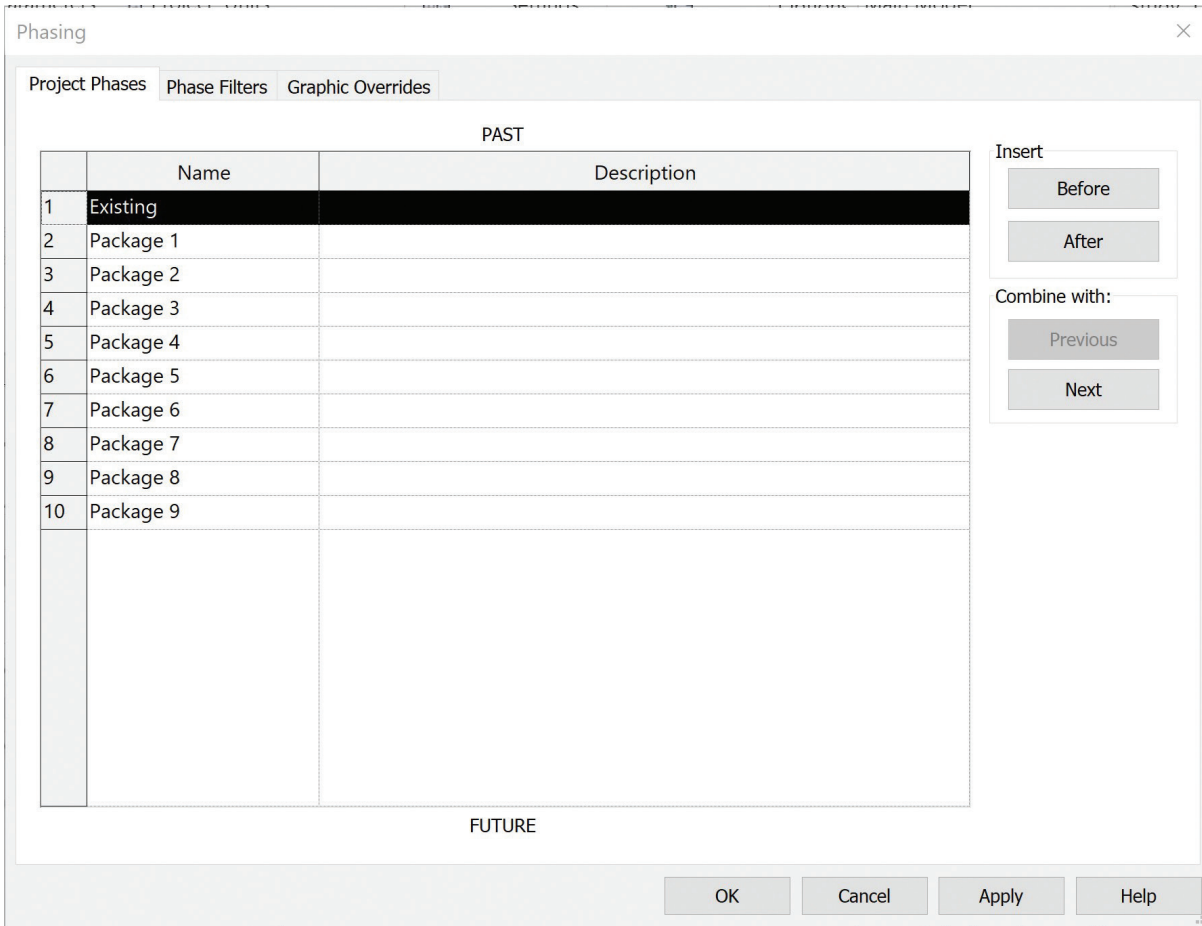 Phasing
Project Phases Phase Filters Graphic Overrides
PAST
Name Description
1 Existing
2 Package 1
3 Package 2
4 Package 3
5 Package 4
6 Package 5
7 Package 6
8 Package 7
9 Package 8
10 Package 9
FUTURE
Insert
Before
After
Combine with:
Previous
Next
OK Cancel Apply Help